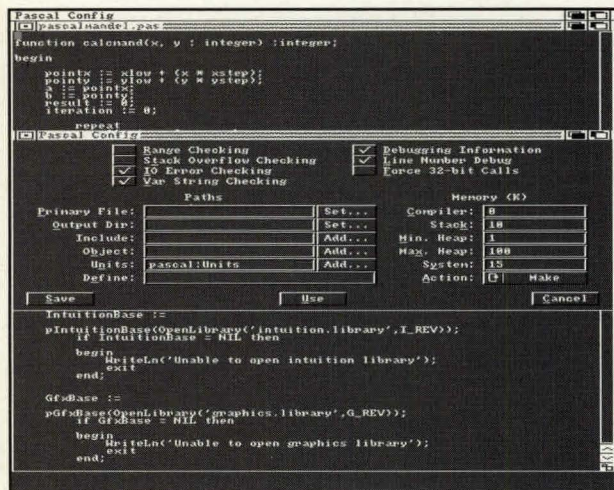 Pascal Config
pascalmandel.pas
function calcmand(x, y : integer) :integer;
begin
pointx := xlow + (x * xstep);
pointy := ylow + (y * ystep);
a := pointx;
b := pointy;
result := 0;
iteration := 0;
repeat
Pascal Config
Range Checking
Debugging Information
Stack Overflow Checking
Line Number Debug
IO Error Checking
Force 32-bit Calls
Var String Checking
Paths
Memory (K)
Primary File: Set...
Compiler: 0
Output Dir: Set...
Stack: 10
Include: Add...
Min. Heap: 1
Object: Add...
Max. Heap: 100
Units: pascal:Units Add...
System: 15
Define:
Action: Make
Save Use Cancel
IntuitionBase :=
pIntuitionBase(OpenLibrary('intuition.library',I_REV));
if IntuitionBase = NIL then
begin
WriteLn('Unable to open intuition library');
exit
end;
GfxBase :=
pGfxBase(OpenLibrary('graphics.library',G_REV));
if GfxBase = NIL then
begin
WriteLn('Unable to open graphics library');
exit
end;